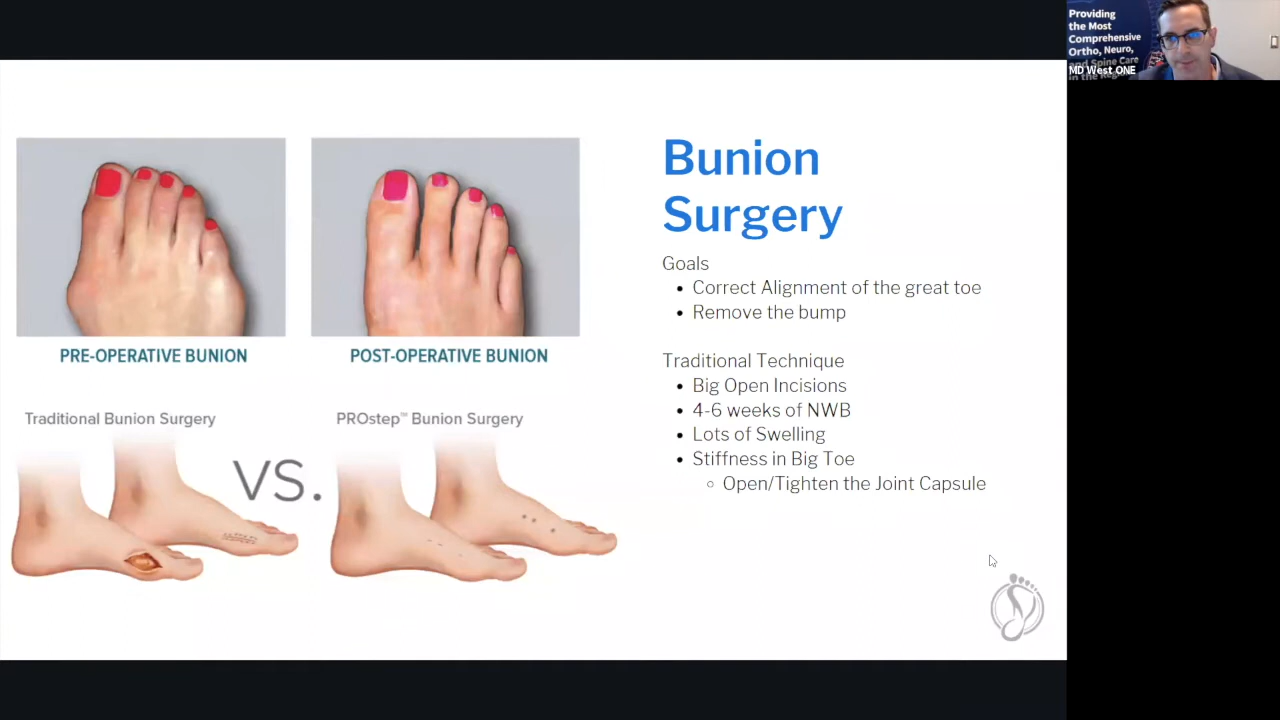 Providing
the Most
Comprehensive
Ortho, Neuro,
and Spine Care
in the
MD West ONE
PRE-OPERATIVE BUNION
POST-OPERATIVE BUNION
Traditional Bunion Surgery
VS.
PROstep™ Bunion Surgery
Bunion
Surgery
Goals
• Correct Alignment of the great toe
• Remove the bump
Traditional Technique
• Big Open Incisions
• 4-6 weeks of NWB
• Lots of Swelling
• Stiffness in Big Toe
○ Open/Tighten the Joint Capsule